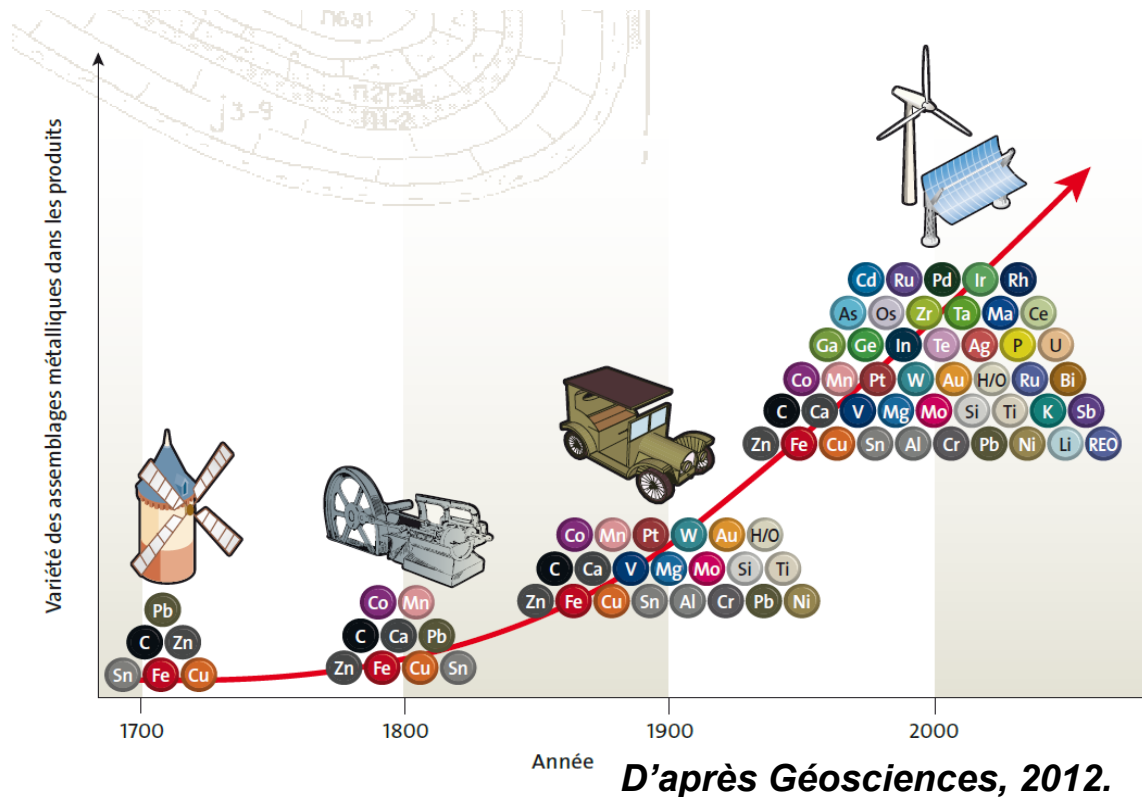 Variété des assemblages métalliques dans les produits
j3-9
П1-2
Cd Ru Pd Ir Rh
As Os Zr Ta Ma Ce
Ga Ge In Te Ag P U
Co Mn Pt W Au H/O Ru Bi
C Ca V Mg Mo Si Ti K Sb
Zn Fe Cu Sn Al Cr Pb Ni Li REO
Co Mn Pt W Au H/O
C Ca V Mg Mo Si Ti
Zn Fe Cu Sn Al Cr Pb Ni
Co Mn
C Ca Pb
Zn Fe Cu Sn
Pb
C Zn
Sn Fe Cu
1700 1800 1900 2000
Année
D'après Géosciences, 2012.